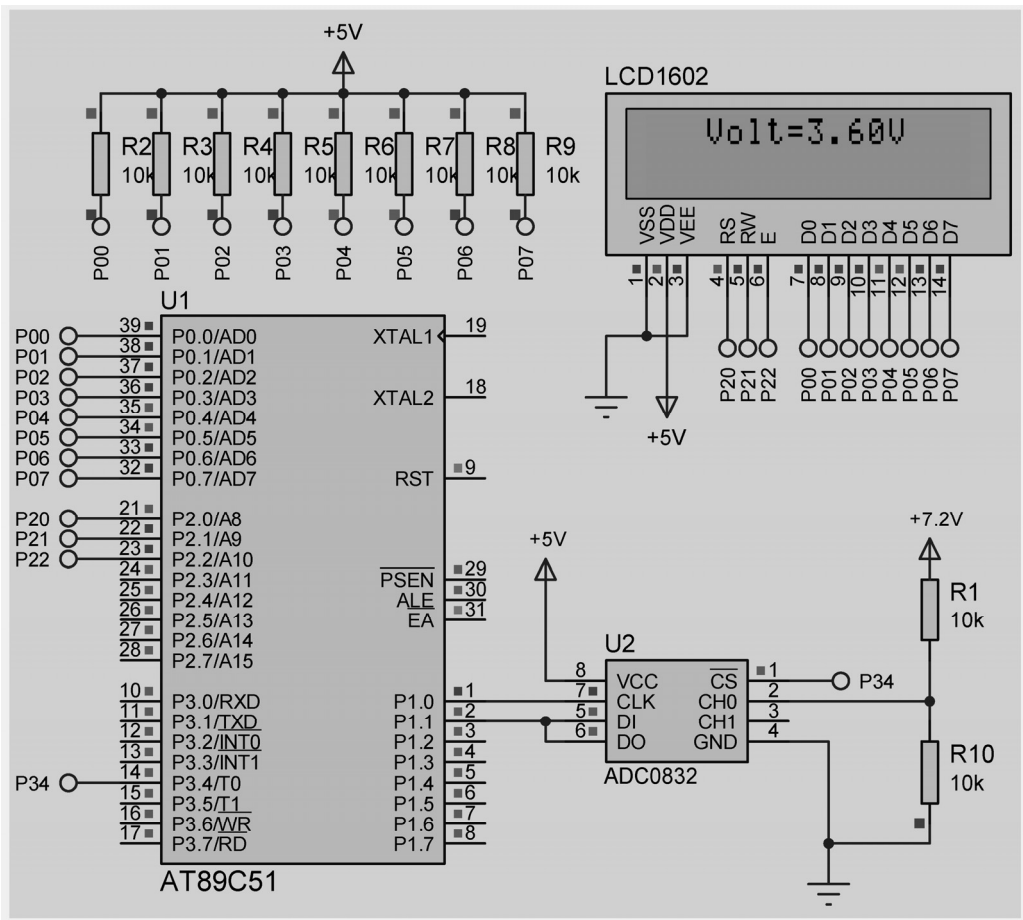 +5V
R2 R3 R4 R5 R6 R7 R8 R9
10k 10k 10k 10k 10k 10k 10k 10k
P00 P01 P02 P03 P04 P05 P06 P07
LCD1602
Volt=3.60V
VSS VDD VEE RS RW E D0 D1 D2 D3 D4 D5 D6 D7
1 2 3 4 5 6 7 8 9 10 11 12 13 14
P20 P21 P22 P00 P01 P02 P03 P04 P05 P06 P07
+5V
U1
P00 39 P0.0/AD0 XTAL1 19
P01 38 P0.1/AD1
P02 37 P0.2/AD2
P03 36 P0.3/AD3 XTAL2 18
P04 35 P0.4/AD4
P05 34 P0.5/AD5
P06 33 P0.6/AD6
P07 32 P0.7/AD7 RST 9
P20 21 P2.0/A8
P21 22 P2.1/A9
P22 23 P2.2/A10
24 P2.3/A11 PSEN 29
25 P2.4/A12 ALE 30
26 P2.5/A13 EA 31
27 P2.6/A14
28 P2.7/A15
10 P3.0/RXD P1.0 1
11 P3.1/TXD P1.1 2
12 P3.2/INT0 P1.2 3
13 P3.3/INT1 P1.3 4
P34 14 P3.4/T0 P1.4 5
15 P3.5/T1 P1.5 6
16 P3.6/WR P1.6 7
17 P3.7/RD P1.7 8
AT89C51
+5V
U2
8 VCC CS 1 P34
7 CLK CH0 2
5 DI CH1 3
6 DO GND 4
ADC0832
+7.2V
R1
10k
R10
10k